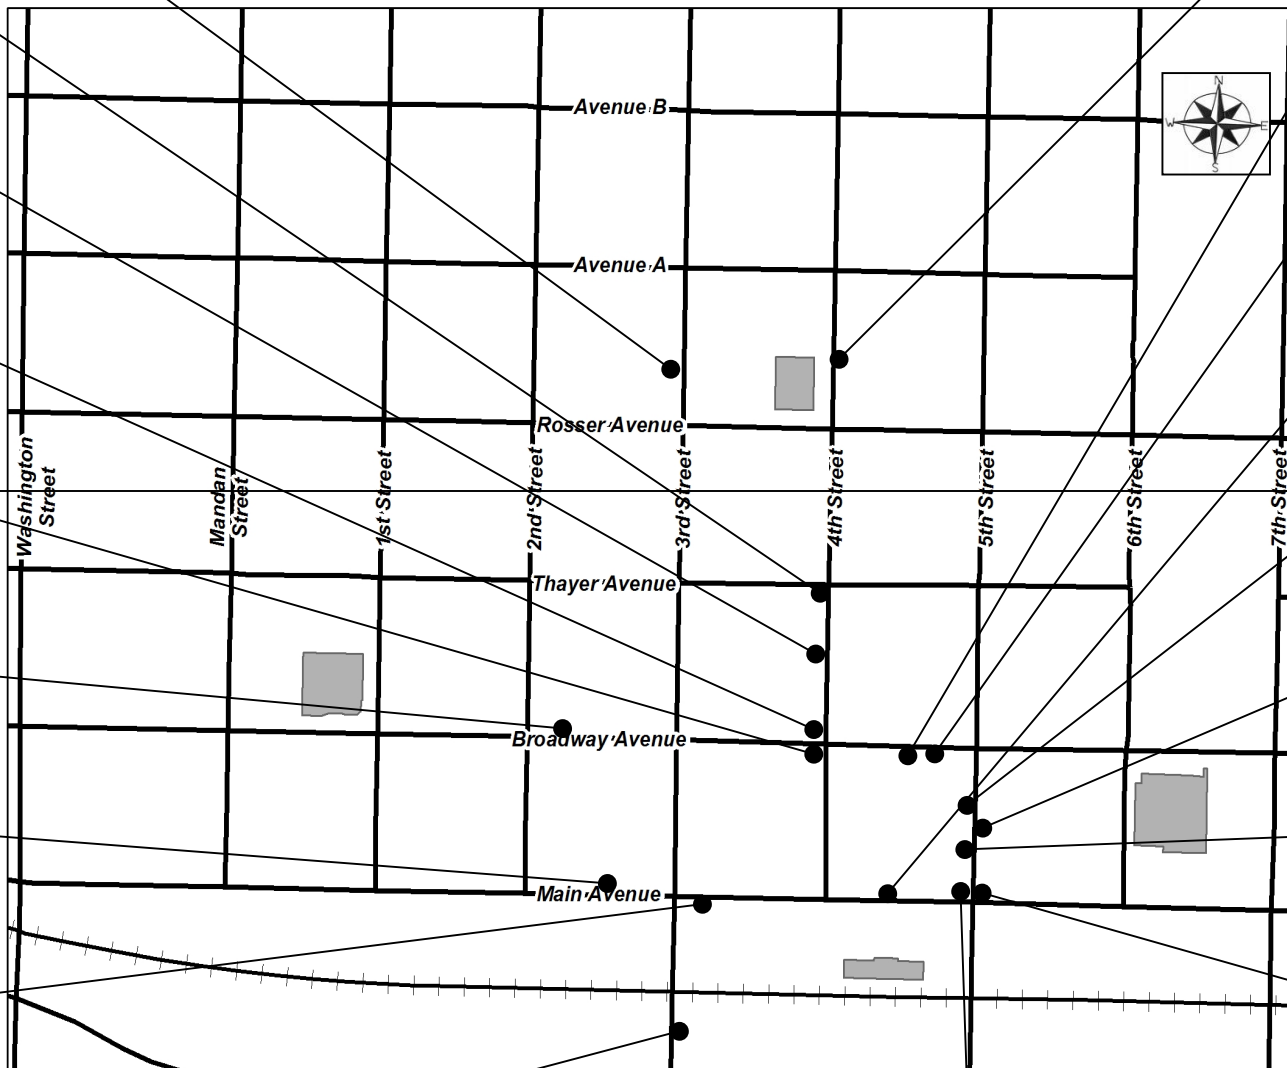 N
W E
S
Avenue B
Avenue A
Rosser Avenue
Washington
Street
Mandan
Street
1st Street
2nd Street
3rd Street
4th Street
5th Street
6th Street
7th Street
Thayer Avenue
Broadway Avenue
Main Avenue